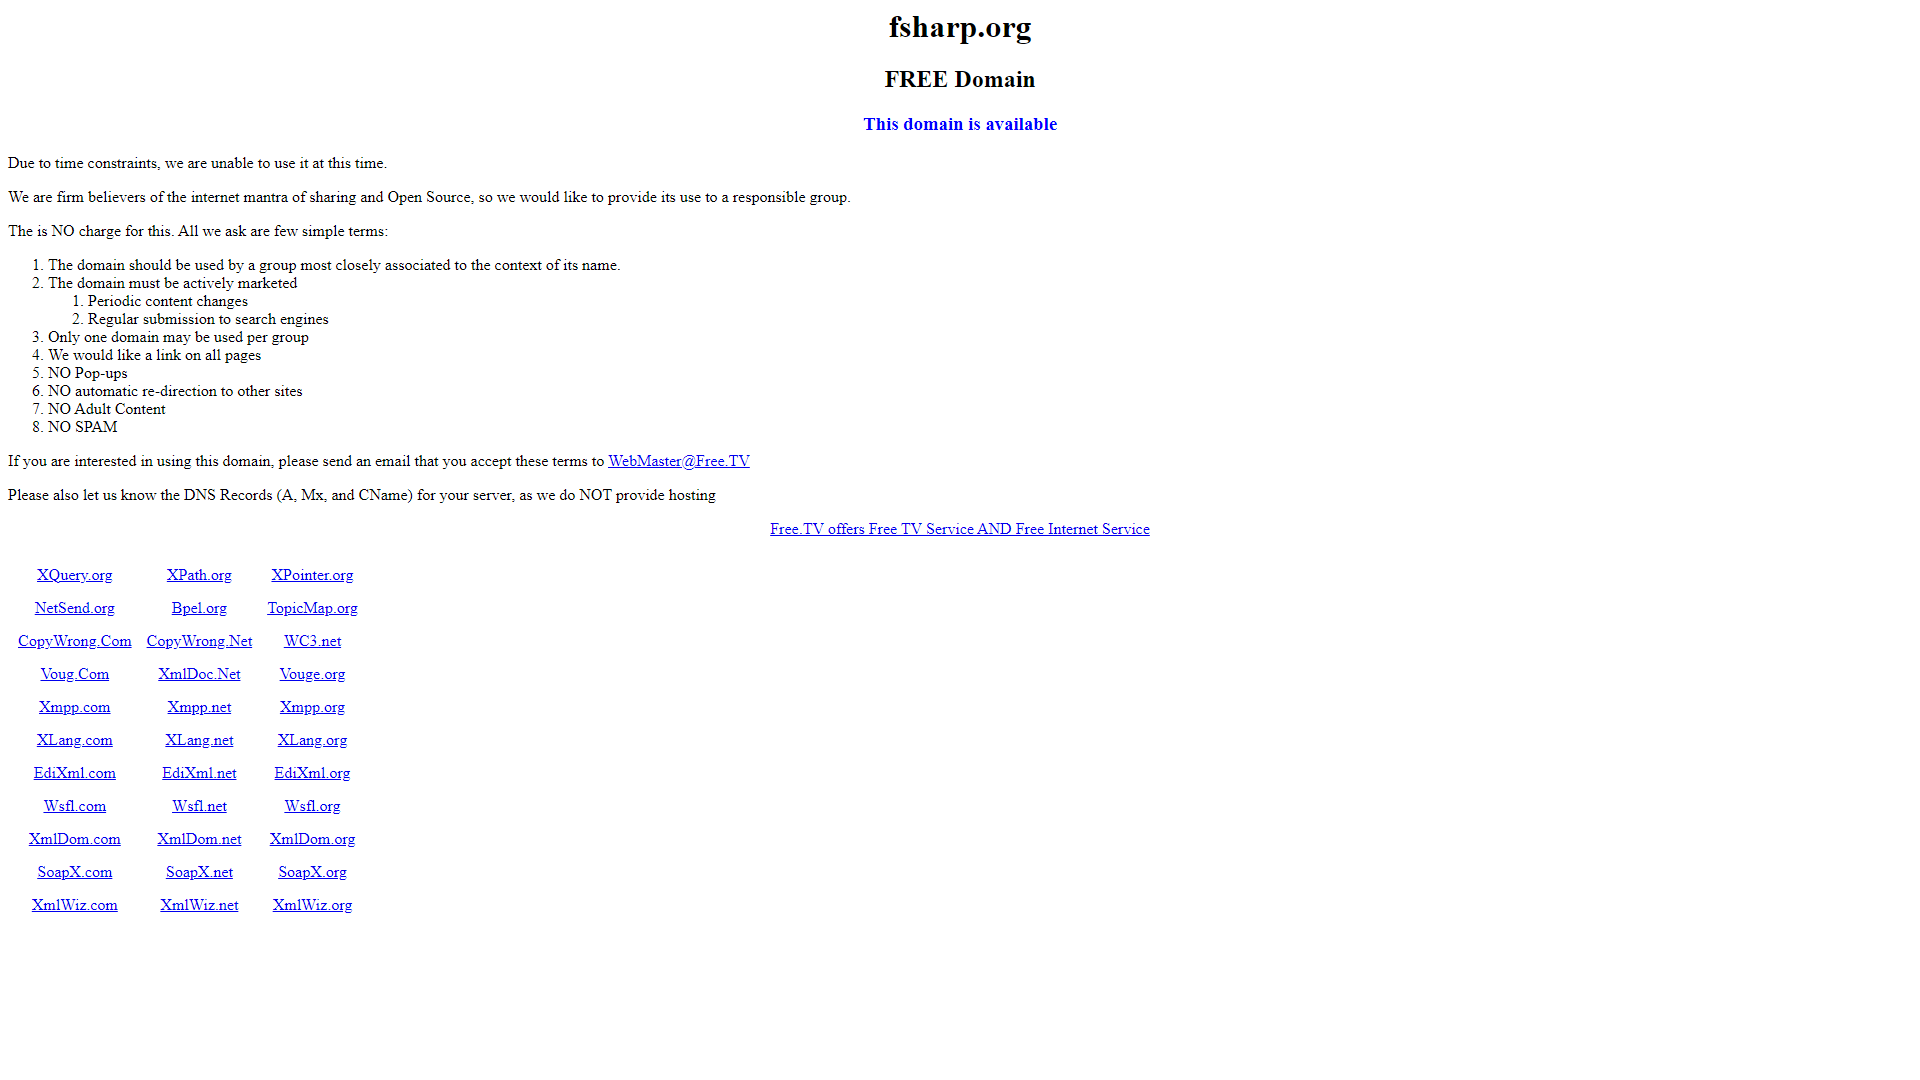 fsharp.org
FREE Domain
This domain is available
Due to time constraints, we are unable to use it at this time.
We are firm believers of the internet mantra of sharing and Open Source, so we would like to provide its use to a responsible group.
The is NO charge for this. All we ask are few simple terms:
1. The domain should be used by a group most closely associated to the context of its name.
2. The domain must be actively marketed
1. Periodic content changes
2. Regular submission to search engines
3. Only one domain may be used per group
4. We would like a link on all pages
5. NO Pop-ups
6. NO automatic re-direction to other sites
7. NO Adult Content
8. NO SPAM
If you are interested in using this domain, please send an email that you accept these terms to WebMaster@Free.TV
Please also let us know the DNS Records (A, Mx, and CName) for your server, as we do NOT provide hosting
Free.TV offers Free TV Service AND Free Internet Service
XQuery.org XPath.org XPointer.org
NetSend.org Bpel.org TopicMap.org
CopyWrong.Com CopyWrong.Net WC3.net
Voug.Com XmlDoc.Net Vouge.org
Xmpp.com Xmpp.net Xmpp.org
XLang.com XLang.net XLang.org
EdiXml.com EdiXml.net EdiXml.org
Wsfl.com Wsfl.net Wsfl.org
XmlDom.com XmlDom.net XmlDom.org
SoapX.com SoapX.net SoapX.org
XmlWiz.com XmlWiz.net XmlWiz.org